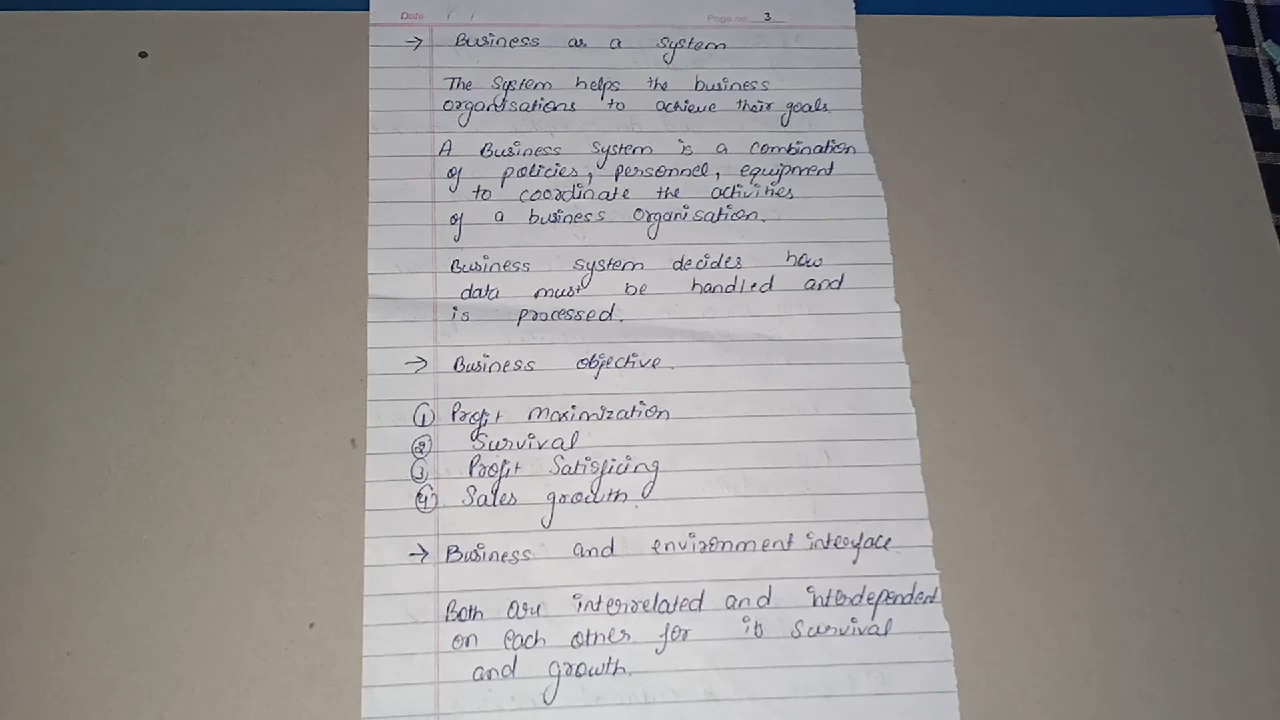 Date / / Page no. 3
→ Business as a system
The System helps the business
organisations to achieve their goals.
A Business System is a combination
of policies, personnel, equipment
to coordinate the activities
of a business organisation.
Business system decides how
data must be handled and
is processed.
→ Business objective.
① Profit maximization
② Survival
③ Profit Satisficing
④ Sales growth.
→ Business and environment interface
Both are interrelated and interdependent
on each other for its survival
and growth.